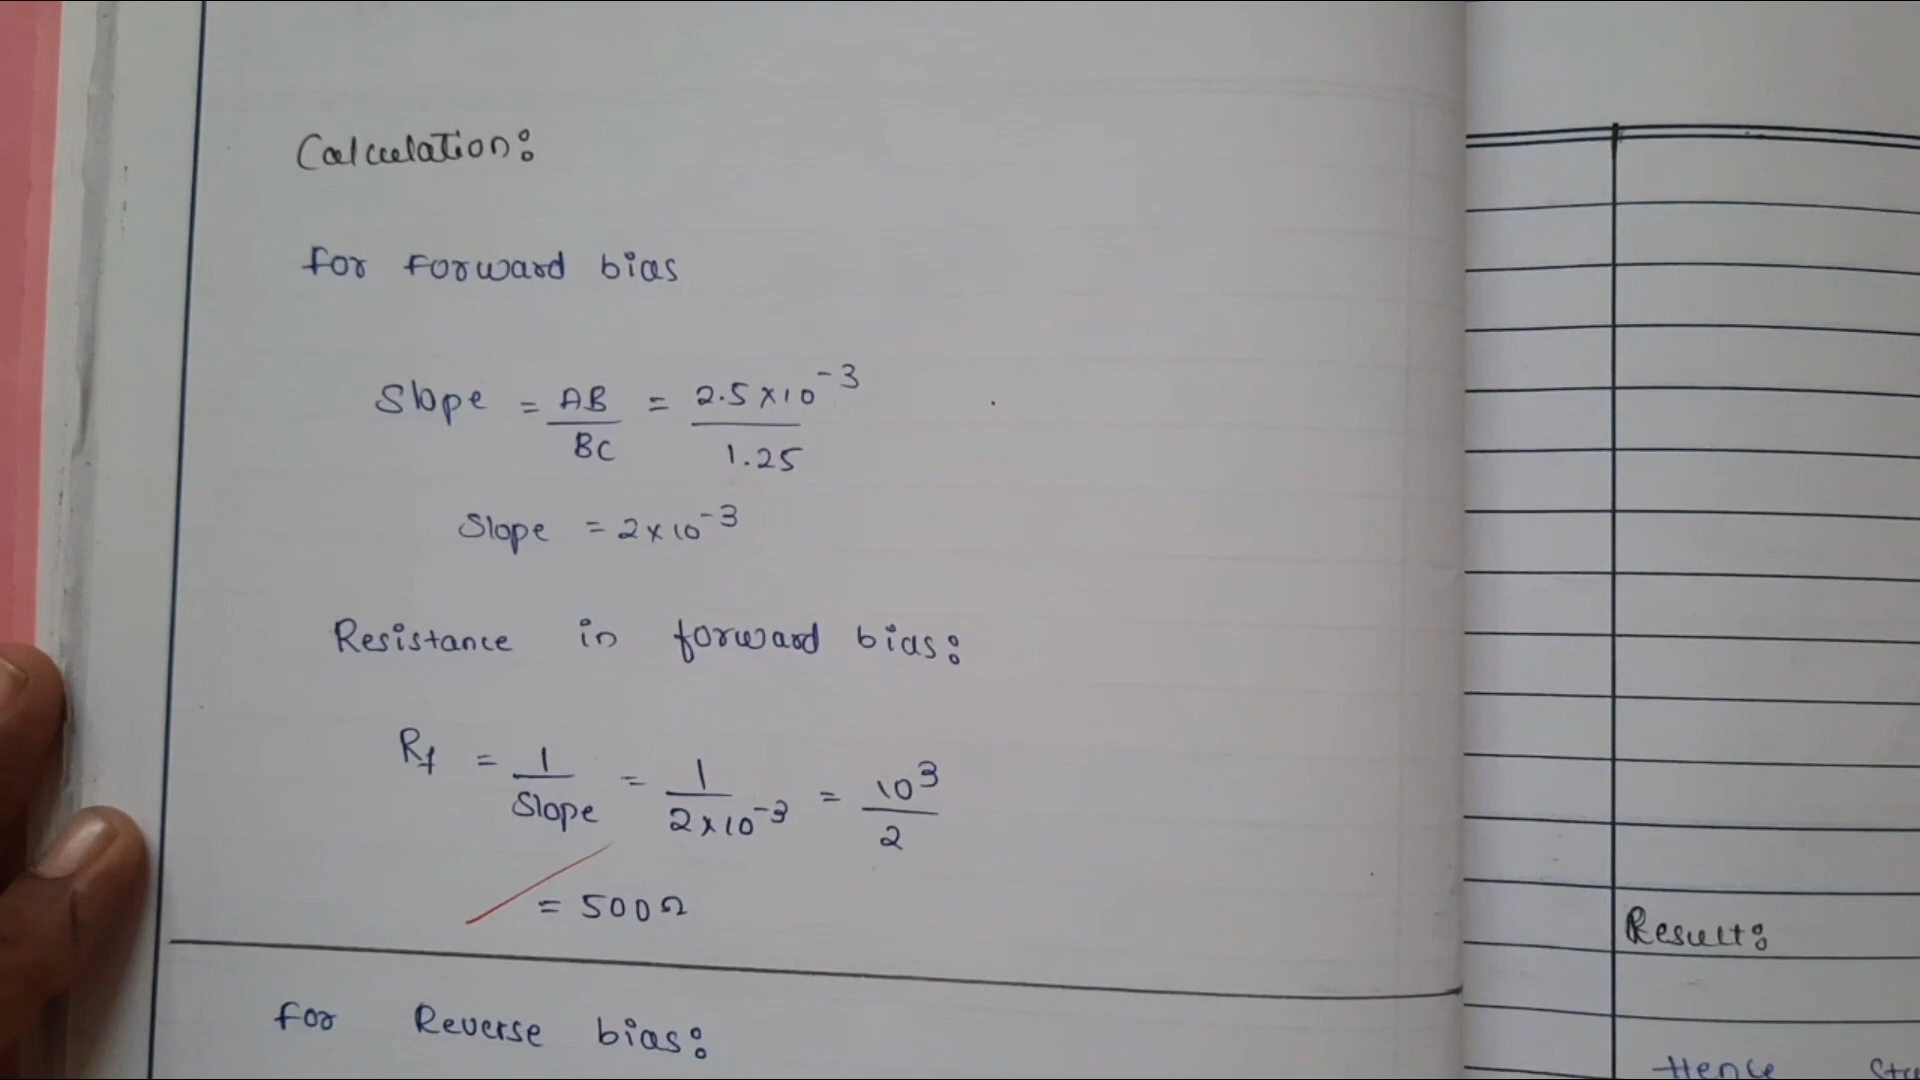 Calculation:
for forward bias
Slope = AB/BC = 2.5×10⁻³/1.25
Slope = 2×10⁻³
Resistance in forward bias:
Rf = 1/Slope = 1/2×10⁻³ = 10³/2
= 500Ω
for Reverse bias:
Result:
Hence